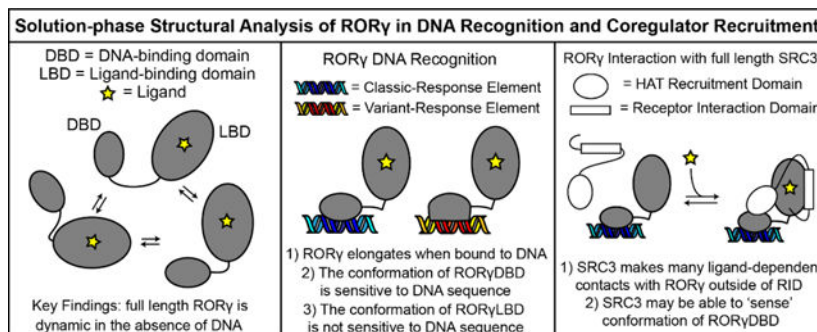 Solution-phase Structural Analysis of RORγ in DNA Recognition and Coregulator Recruitment
DBD = DNA-binding domain
LBD = Ligand-binding domain
= Ligand
DBD
LBD
Key Findings: full length RORγ is
dynamic in the absence of DNA
RORγ DNA Recognition
= Classic-Response Element
= Variant-Response Element
1) RORγ elongates when bound to DNA
2) The conformation of RORγDBD
is sensitive to DNA sequence
3) The conformation of RORγLBD
is not sensitive to DNA sequence
RORγ Interaction with full length SRC3
= HAT Recruitment Domain
= Receptor Interaction Domain
1) SRC3 makes many ligand-dependent
contacts with RORγ outside of RID
2) SRC3 may be able to ‘sense’
conformation of RORγDBD